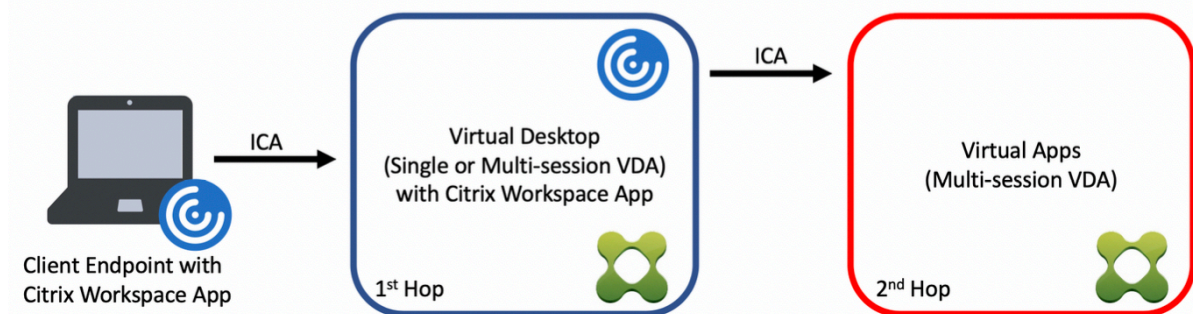 Client Endpoint with
Citrix Workspace App
ICA
Virtual Desktop
(Single or Multi-session VDA)
with Citrix Workspace App
1st Hop
ICA
Virtual Apps
(Multi-session VDA)
2nd Hop